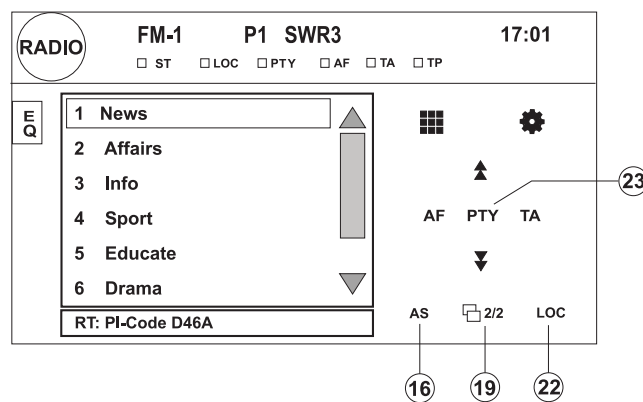 RADIO FM-1 P1 SWR3 17:01
ST LOC PTY AF TA TP
EQ
1 News
2 Affairs
3 Info
4 Sport
5 Educate
6 Drama
RT: PI-Code D46A
23
AF PTY TA
AS 2/2 LOC
16 19 22